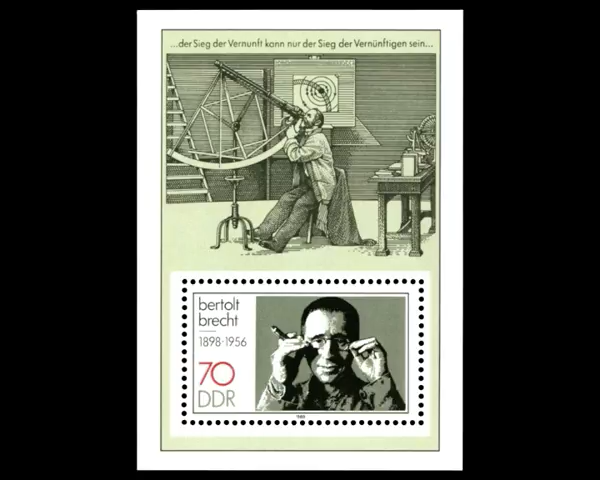 ...der Sieg der Vernunft kann nur der Sieg der Vernünftigen sein...
bertolt
brecht
1898-1956
70
DDR